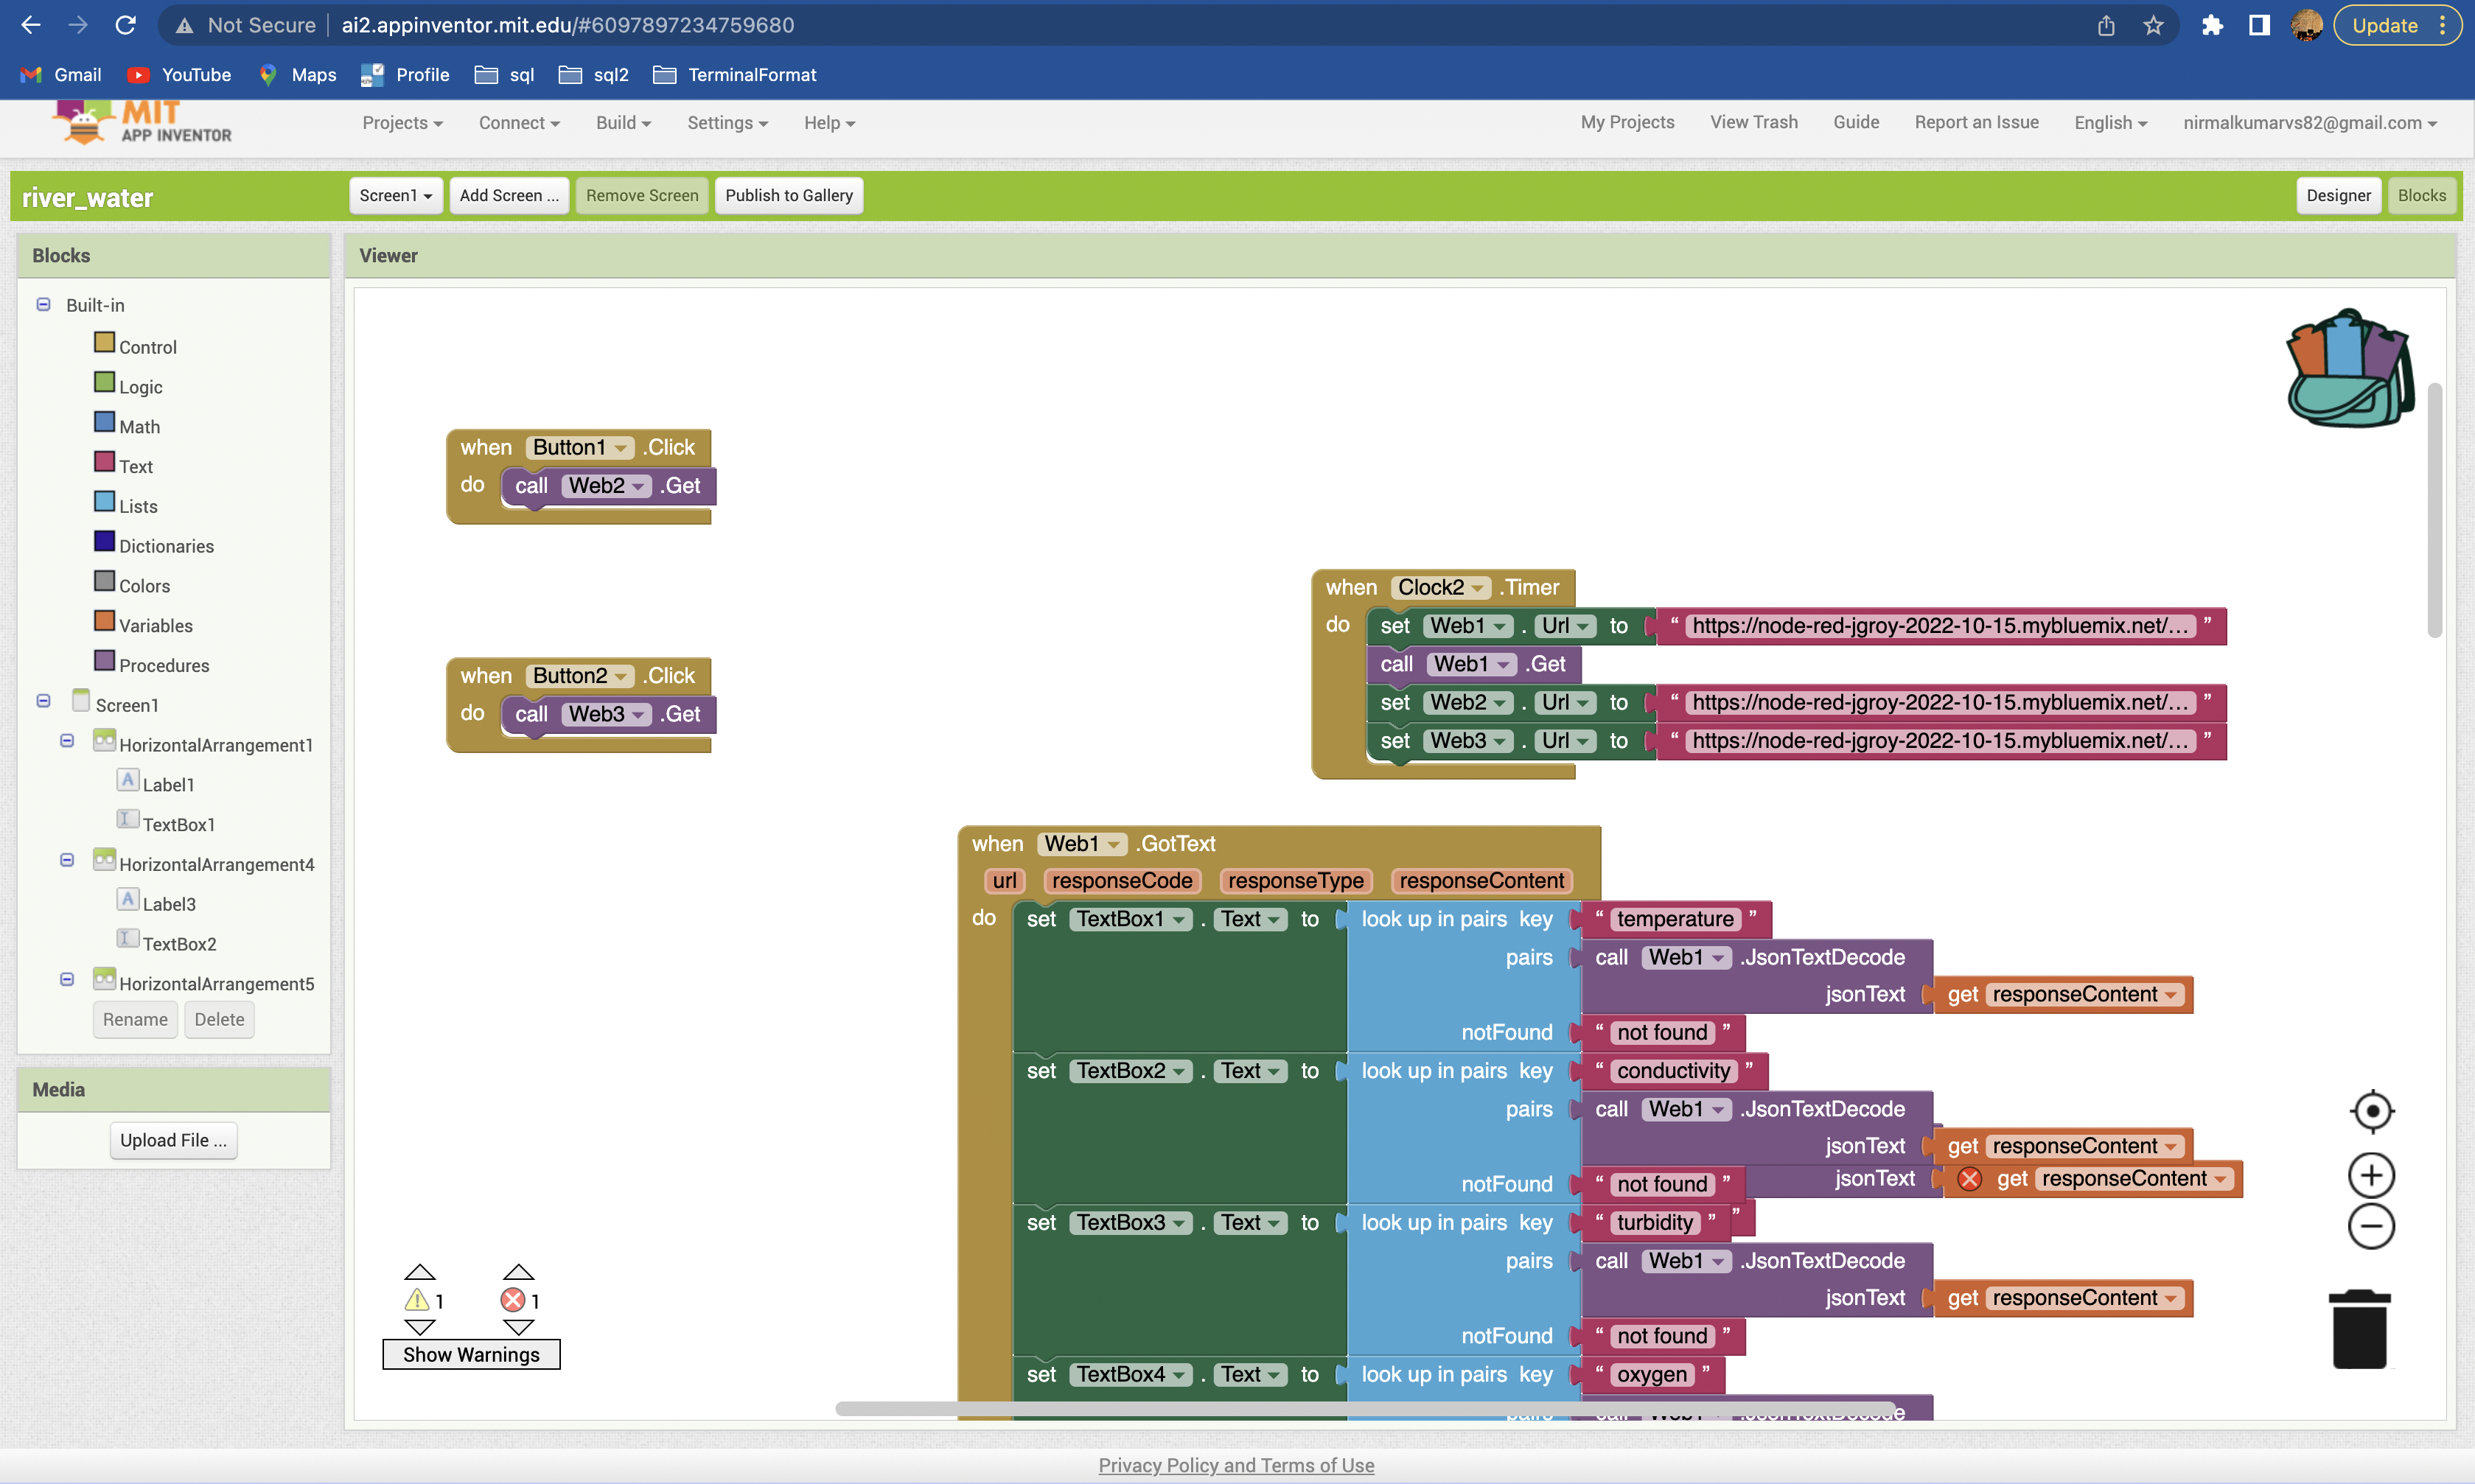 Not Secure ai2.appinventor.mit.edu/#6097897234759680 Update
Gmail YouTube Maps Profile sql sql2 TerminalFormat
MIT
APP INVENTOR
Projects Connect Build Settings Help My Projects View Trash Guide Report an Issue English nirmalkumarvs82@gmail.com
river_water Screen1 Add Screen ... Remove Screen Publish to Gallery Designer Blocks
Blocks
Built-in
Control
Logic
Math
Text
Lists
Dictionaries
Colors
Variables
Procedures
Screen1
HorizontalArrangement1
Label1
TextBox1
HorizontalArrangement4
Label3
TextBox2
HorizontalArrangement5
Rename Delete
Media
Upload File ...
Viewer
when Button1 .Click
do call Web2 .Get
when Button2 .Click
do call Web3 .Get
when Clock2 .Timer
do set Web1 . Url to “ https://node-red-jgroy-2022-10-15.mybluemix.net/... ”
call Web1 .Get
set Web2 . Url to “ https://node-red-jgroy-2022-10-15.mybluemix.net/... ”
set Web3 . Url to “ https://node-red-jgroy-2022-10-15.mybluemix.net/... ”
when Web1 .GotText
url responseCode responseType responseContent
do set TextBox1 . Text to look up in pairs key “ temperature ”
pairs call Web1 .JsonTextDecode
jsonText get responseContent
notFound “ not found ”
set TextBox2 . Text to look up in pairs key “ conductivity ”
pairs call Web1 .JsonTextDecode
jsonText get responseContent
jsonText get responseContent
notFound “ not found ”
set TextBox3 . Text to look up in pairs key “ turbidity ” ”
pairs call Web1 .JsonTextDecode
jsonText get responseContent
notFound “ not found ”
set TextBox4 . Text to look up in pairs key “ oxygen ”
pairs call Web1 .JsonTextDecode
1 1
Show Warnings
Privacy Policy and Terms of Use